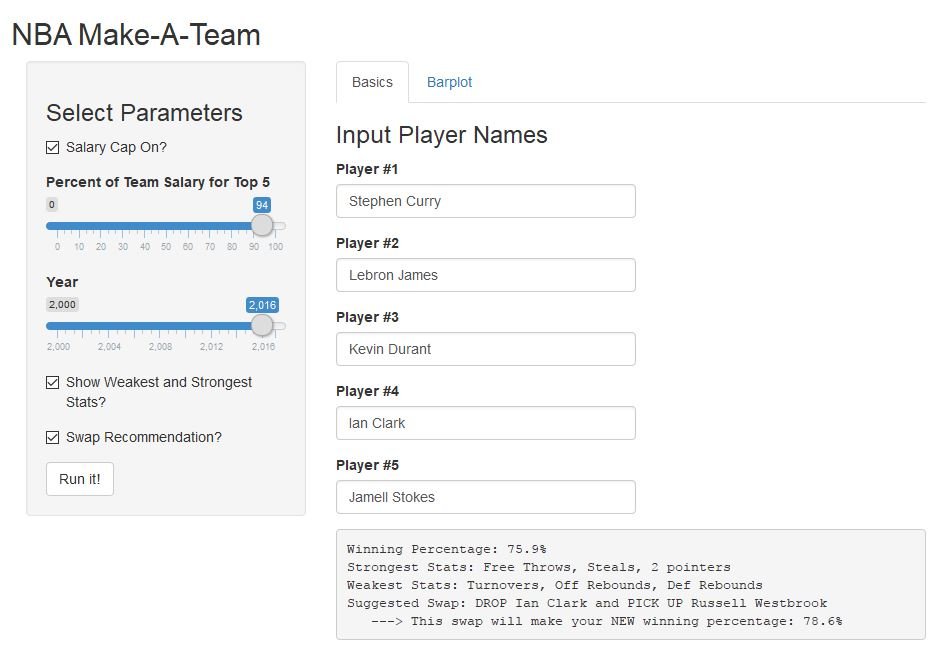 NBA Make-A-Team
Select Parameters
Salary Cap On?
Percent of Team Salary for Top 5
0 94
0 10 20 30 40 50 60 70 80 90 100
Year
2,000 2,016
2,000 2,004 2,008 2,012 2,016
Show Weakest and Strongest
Stats?
Swap Recommendation?
Run it!
Basics Barplot
Input Player Names
Player #1
Stephen Curry
Player #2
Lebron James
Player #3
Kevin Durant
Player #4
Ian Clark
Player #5
Jamell Stokes
Winning Percentage: 75.9%
Strongest Stats: Free Throws, Steals, 2 pointers
Weakest Stats: Turnovers, Off Rebounds, Def Rebounds
Suggested Swap: DROP Ian Clark and PICK UP Russell Westbrook
---> This swap will make your NEW winning percentage: 78.6%